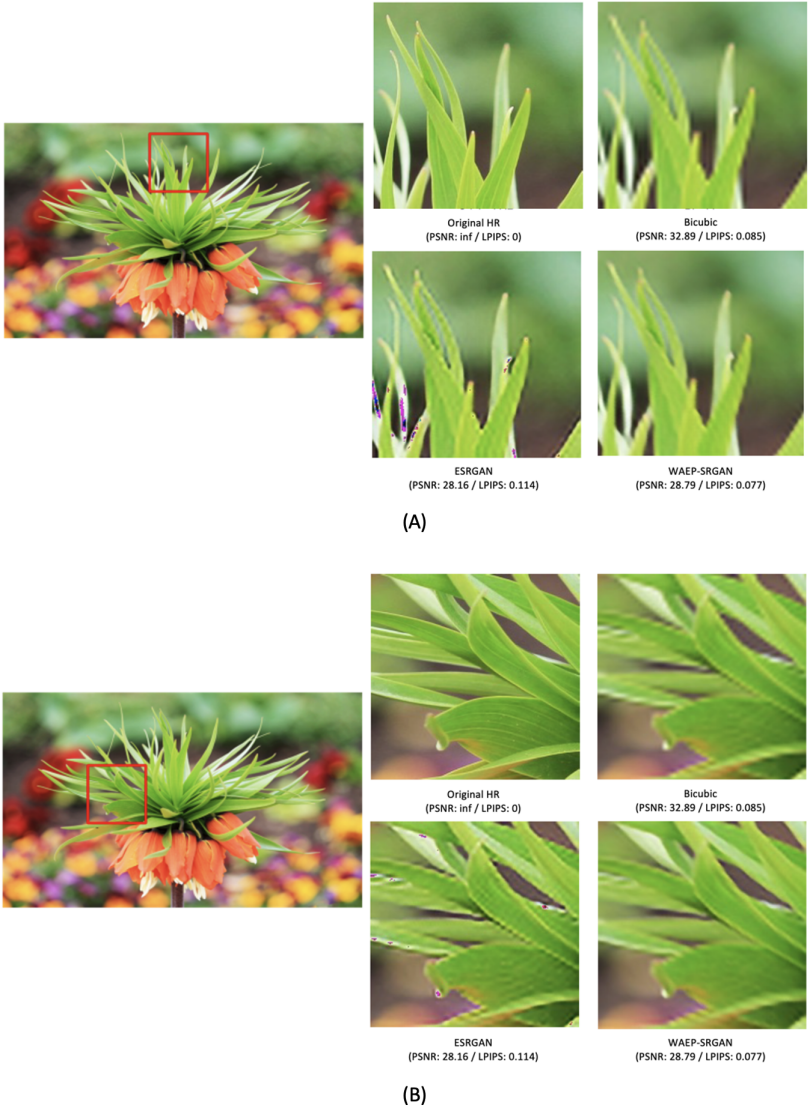 Original HR
(PSNR: inf / LPIPS: 0)
Bicubic
(PSNR: 32.89 / LPIPS: 0.085)
ESRGAN
(PSNR: 28.16 / LPIPS: 0.114)
WAEP-SRGAN
(PSNR: 28.79 / LPIPS: 0.077)
(A)
Original HR
(PSNR: inf / LPIPS: 0)
Bicubic
(PSNR: 32.89 / LPIPS: 0.085)
ESRGAN
(PSNR: 28.16 / LPIPS: 0.114)
WAEP-SRGAN
(PSNR: 28.79 / LPIPS: 0.077)
(B)